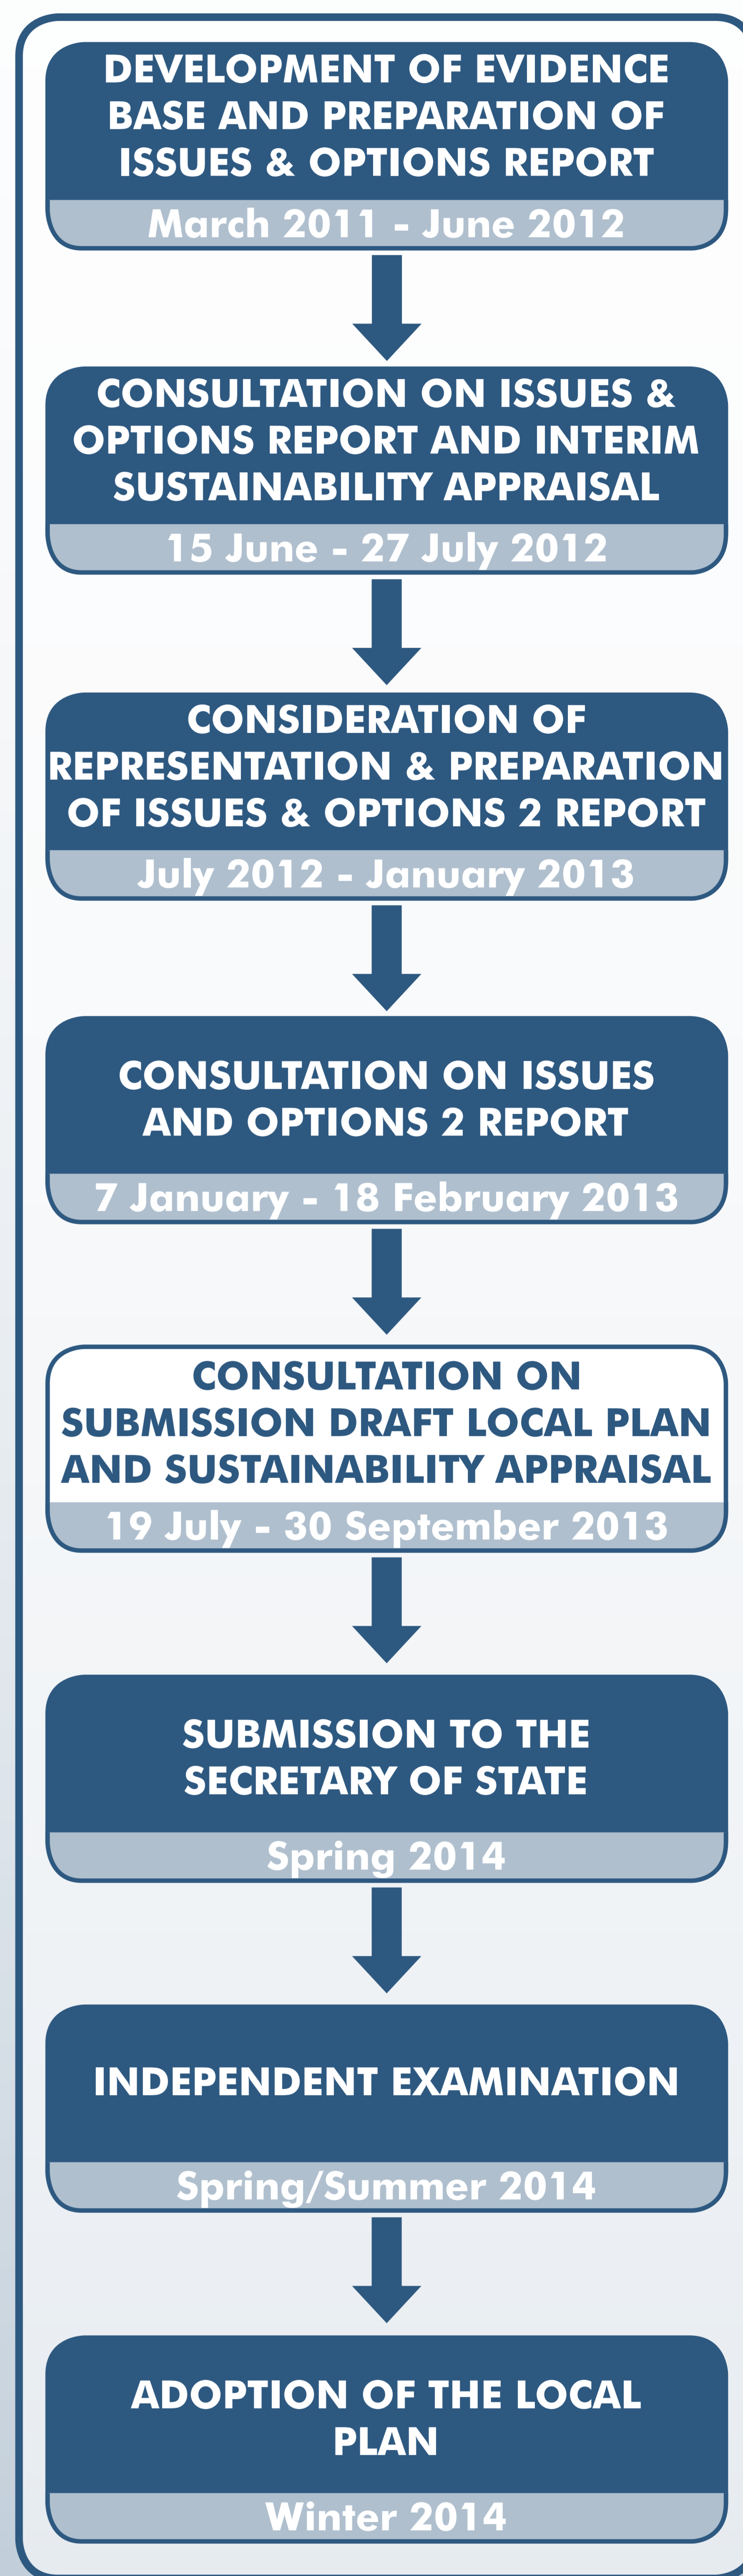 DEVELOPMENT OF EVIDENCE
BASE AND PREPARATION OF
ISSUES & OPTIONS REPORT
March 2011 - June 2012
CONSULTATION ON ISSUES &
OPTIONS REPORT AND INTERIM
SUSTAINABILITY APPRAISAL
15 June - 27 July 2012
CONSIDERATION OF
REPRESENTATION & PREPARATION
OF ISSUES & OPTIONS 2 REPORT
July 2012 - January 2013
CONSULTATION ON ISSUES
AND OPTIONS 2 REPORT
7 January - 18 February 2013
CONSULTATION ON
SUBMISSION DRAFT LOCAL PLAN
AND SUSTAINABILITY APPRAISAL
19 July - 30 September 2013
SUBMISSION TO THE
SECRETARY OF STATE
Spring 2014
INDEPENDENT EXAMINATION
Spring/Summer 2014
ADOPTION OF THE LOCAL
PLAN
Winter 2014